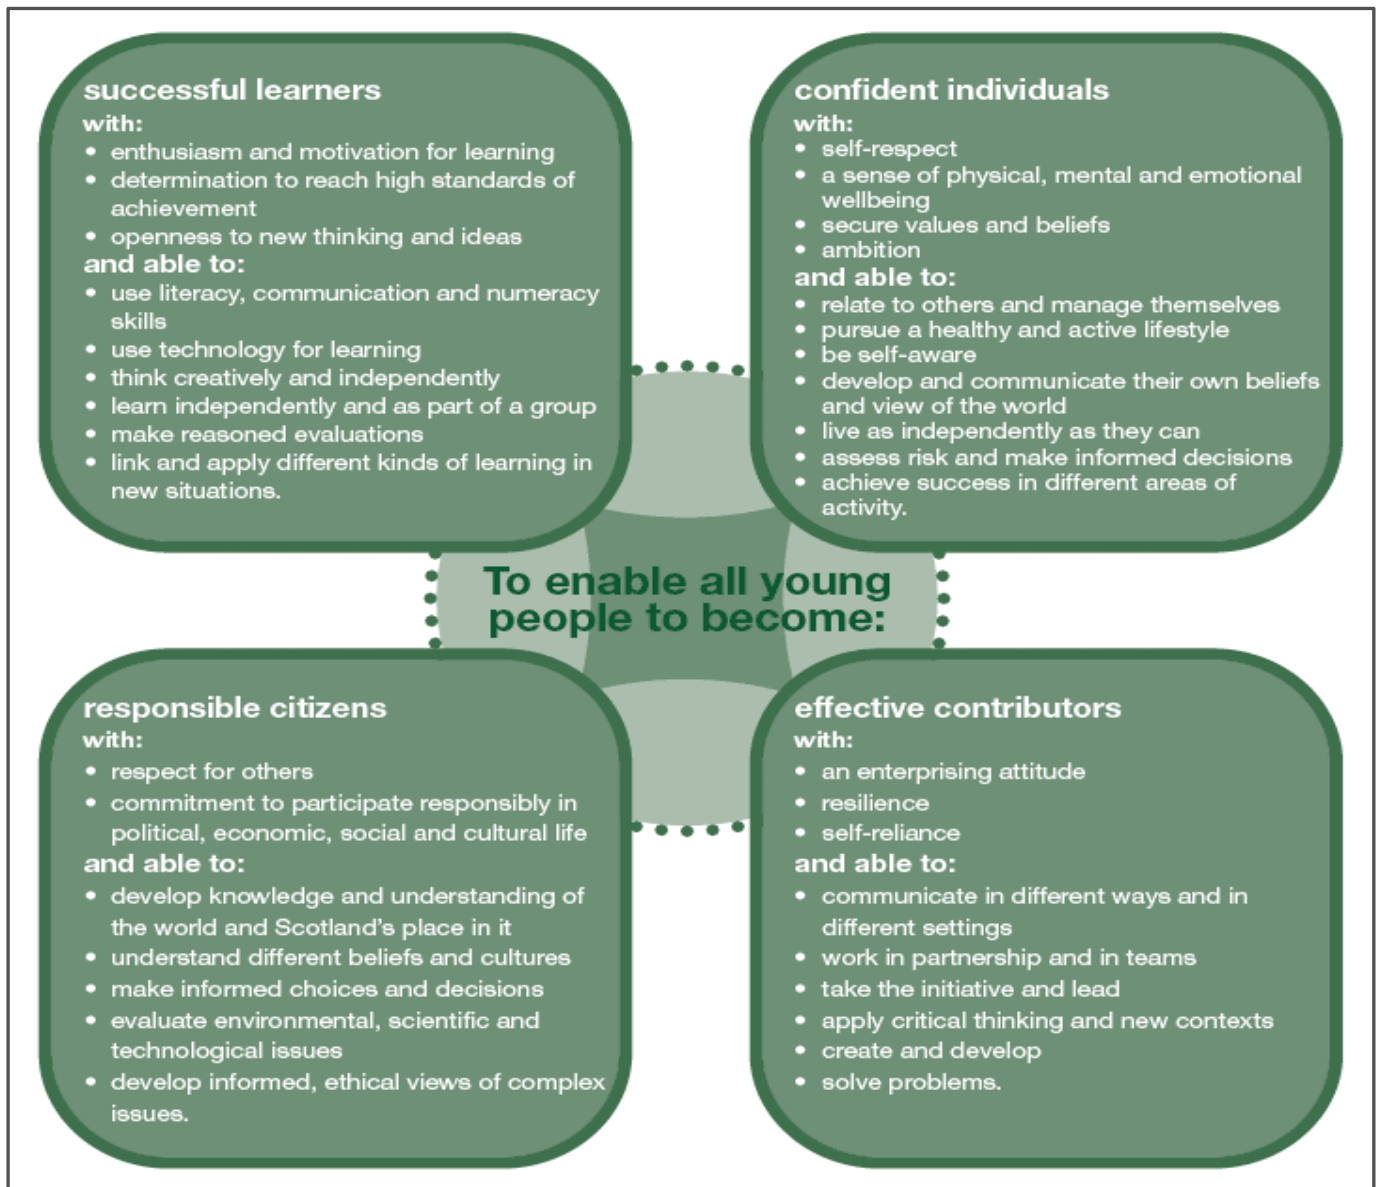 successful learners
with:
• enthusiasm and motivation for learning
• determination to reach high standards of
achievement
• openness to new thinking and ideas
and able to:
• use literacy, communication and numeracy
skills
• use technology for learning
• think creatively and independently
• learn independently and as part of a group
• make reasoned evaluations
• link and apply different kinds of learning in
new situations.
confident individuals
with:
• self-respect
• a sense of physical, mental and emotional
wellbeing
• secure values and beliefs
• ambition
and able to:
• relate to others and manage themselves
• pursue a healthy and active lifestyle
• be self-aware
• develop and communicate their own beliefs
and view of the world
• live as independently as they can
• assess risk and make informed decisions
• achieve success in different areas of
activity.
To enable all young
people to become:
responsible citizens
with:
• respect for others
• commitment to participate responsibly in
political, economic, social and cultural life
and able to:
• develop knowledge and understanding of
the world and Scotland's place in it
• understand different beliefs and cultures
• make informed choices and decisions
• evaluate environmental, scientific and
technological issues
• develop informed, ethical views of complex
issues.
effective contributors
with:
• an enterprising attitude
• resilience
• self-reliance
and able to:
• communicate in different ways and in
different settings
• work in partnership and in teams
• take the initiative and lead
• apply critical thinking and new contexts
• create and develop
• solve problems.